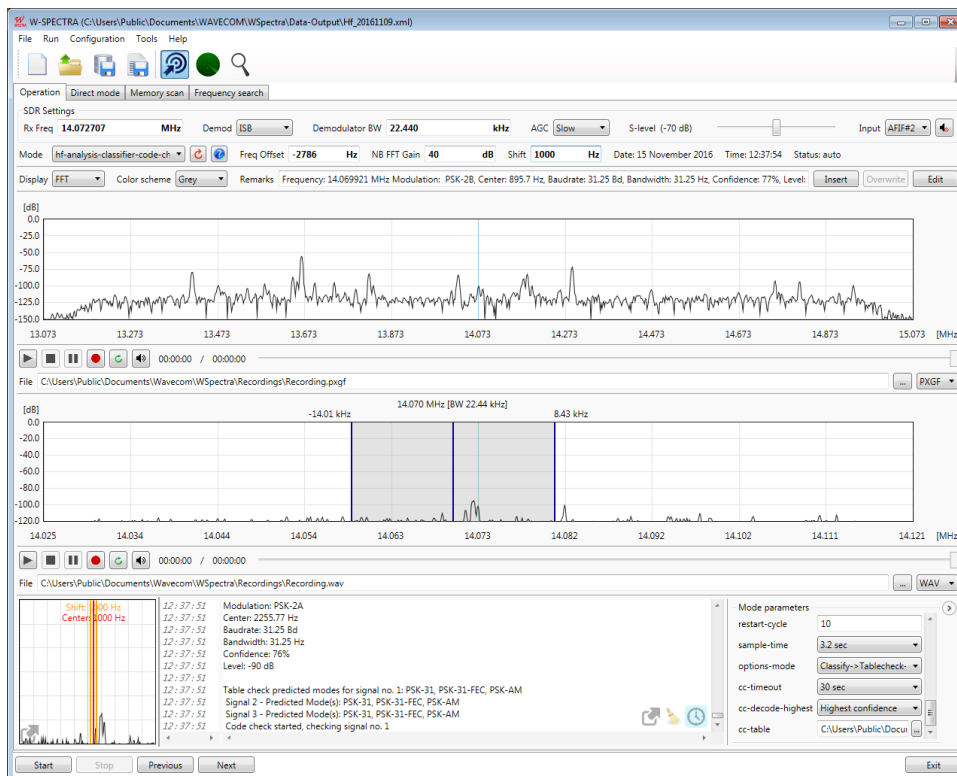 W-SPECTRA (C:\Users\Public\Documents\WAVECOM\WSpectra\Data-Output\Hf_20161109.xml)
File Run Configuration Tools Help
Operation Direct mode Memory scan Frequency search
SDR Settings
Rx Freq 14.072707 MHz Demod ISB Demodulator BW 22.440 kHz AGC Slow S-level (-70 dB) Input AFIF#2
Mode hf-analysis-classifier-code-ch Freq Offset -2786 Hz NB FFT Gain 40 dB Shift 1000 Hz Date: 15 November 2016 Time: 12:37:54 Status: auto
Display FFT Color scheme Grey Remarks Frequency: 14.069921 MHz Modulation: PSK-2B, Center: 895.7 Hz, Baudrate: 31.25 Bd, Bandwidth: 31.25 Hz, Confidence: 77%, Level: Insert Overwrite Edit
[dB]
0.0
-25.0
-50.0
-75.0
-100.0
-125.0
-150.0
13.073 13.273 13.473 13.673 13.873 14.073 14.273 14.473 14.673 14.873 15.073 [MHz]
00:00:00 / 00:00:00
File C:\Users\Public\Documents\Wavecom\WSpectra\Recordings\Recording.pxgf ... PXGF
14.070 MHz [BW 22.44 kHz]
[dB] -14.01 kHz 8.43 kHz
0.0
-20.0
-40.0
-60.0
-80.0
-100.0
-120.0
14.025 14.034 14.044 14.054 14.063 14.073 14.082 14.092 14.102 14.111 14.121 [MHz]
00:00:00 / 00:00:00
File C:\Users\Public\Documents\Wavecom\WSpectra\Recordings\Recording.wav ... WAV
Shift: 1000 Hz
Center: 1000 Hz
12:37:51 Modulation: PSK-2A
12:37:51 Center: 2255.77 Hz
12:37:51 Baudrate: 31.25 Bd
12:37:51 Bandwidth: 31.25 Hz
12:37:51 Confidence: 76%
12:37:51 Level: -90 dB
12:37:51
12:37:51 Table check predicted modes for signal no. 1: PSK-31, PSK-31-FEC, PSK-AM
12:37:51 Signal 2 - Predicted Mode(s): PSK-31, PSK-31-FEC, PSK-AM
12:37:51 Signal 3 - Predicted Mode(s): PSK-31, PSK-31-FEC, PSK-AM
12:37:51 Code check started, checking signal no. 1
Mode parameters
restart-cycle 10
sample-time 3.2 sec
options-mode Classify->Tablecheck-
cc-timeout 30 sec
cc-decode-highest Highest confidence
cc-table C:\Users\Public\Docu ...
Start Stop Previous Next Exit